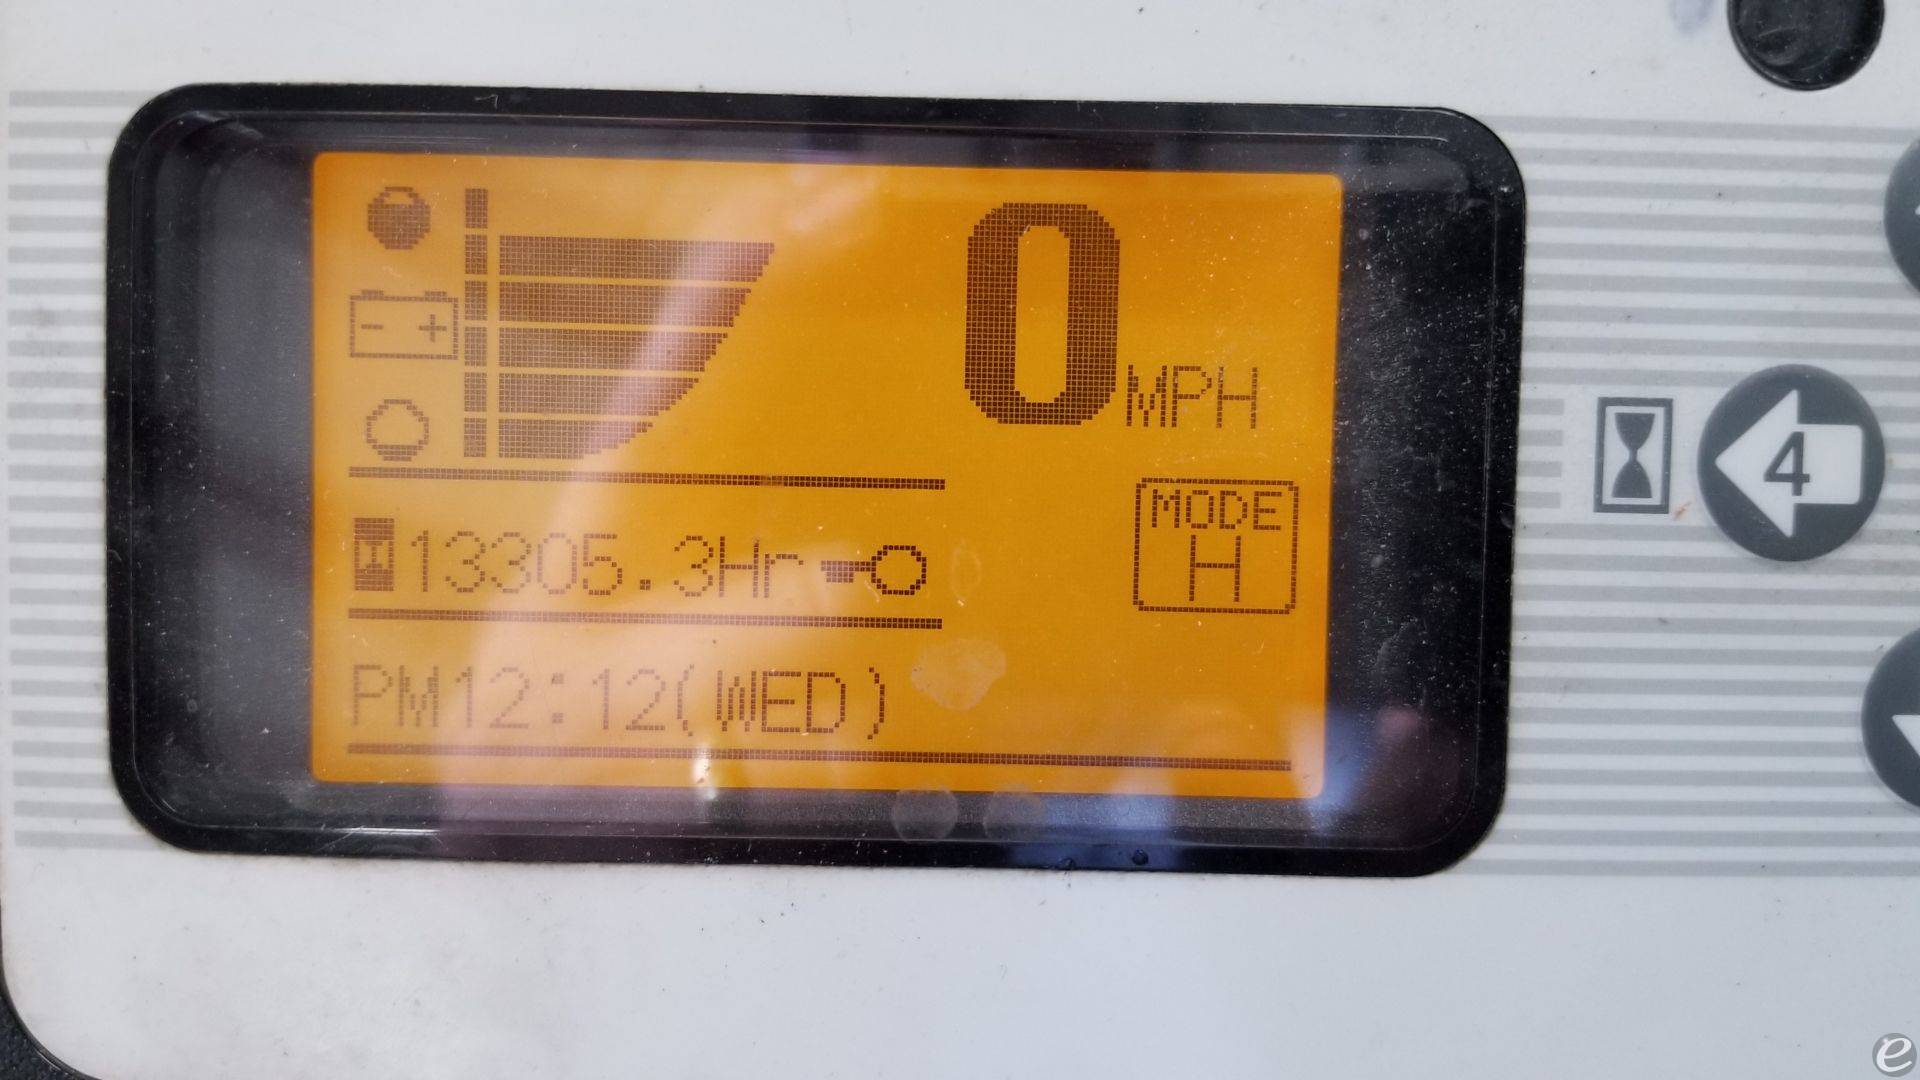 0 MPH
MODE
H
13305.3Hr
PM12:12(WED)
4
e